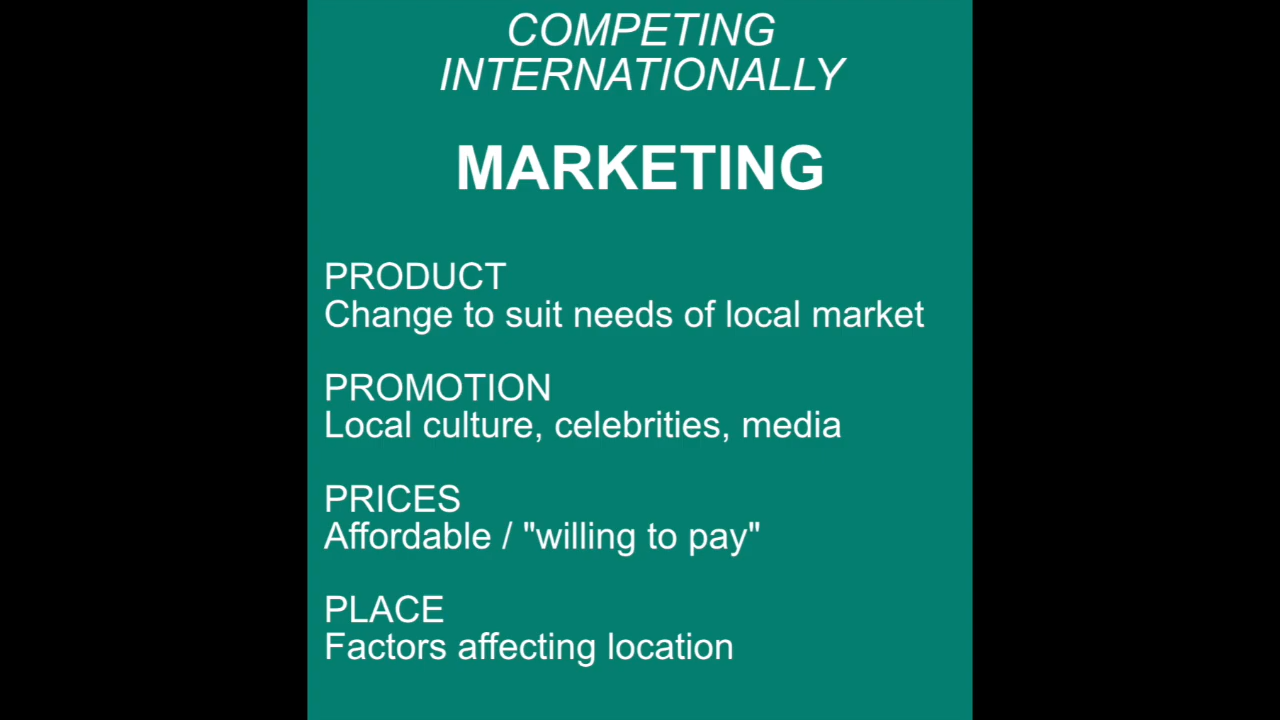 COMPETING
INTERNATIONALLY
MARKETING
PRODUCT
Change to suit needs of local market
PROMOTION
Local culture, celebrities, media
PRICES
Affordable / "willing to pay"
PLACE
Factors affecting location